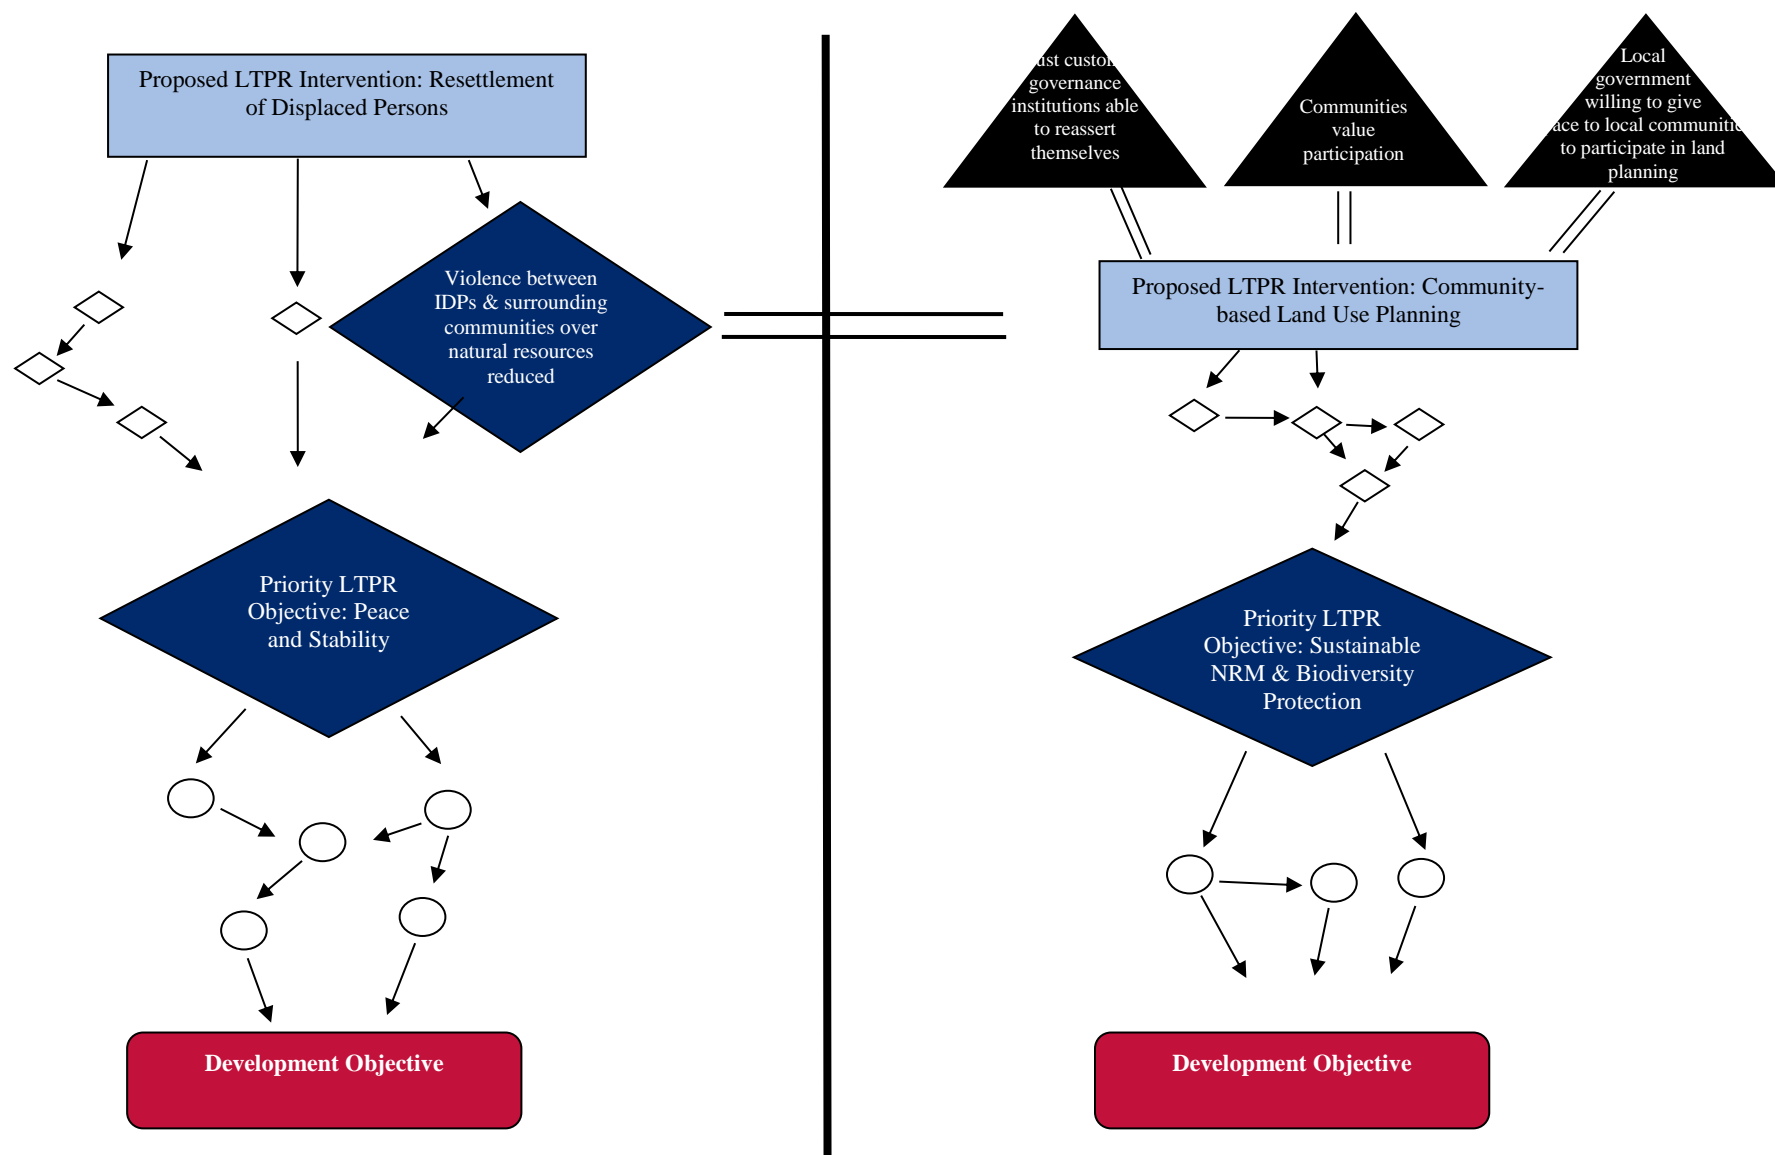 Proposed LTPR Intervention: Resettlement
of Displaced Persons
Violence between
IDPs & surrounding
communities over
natural resources
reduced
Priority LTPR
Objective: Peace
and Stability
Development Objective
governance
institutions able
to reassert
themselves
Communities
value
participation
Local
government
willing to give
to local
to participate in land
planning
Proposed LTPR Intervention: Community-
based Land Use Planning
Priority LTPR
Objective: Sustainable
NRM & Biodiversity
Protection
Development Objective